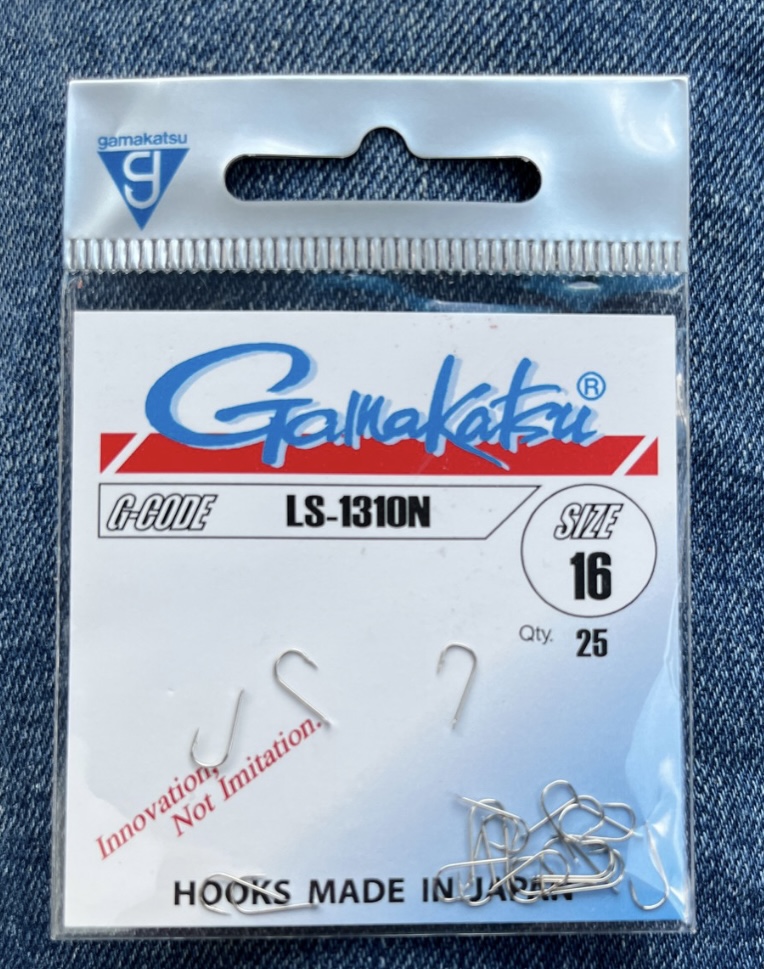 gamakatsu
Gamakatsu®
G-CODE LS-1310N
SIZE
16
Qty. 25
Innovation,
Not Imitation.
HOOKS MADE IN JAPAN